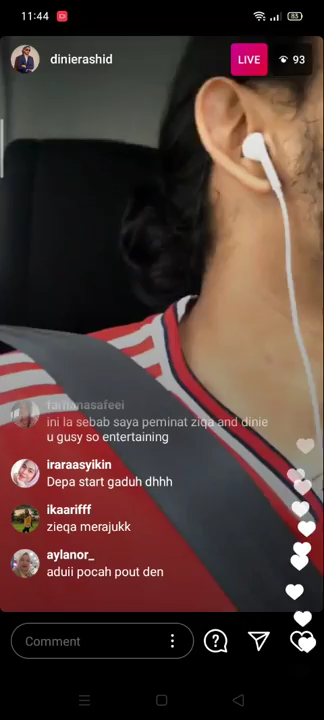 11:44
83
dinierashid
LIVE
93
farhanasafeei
ini la sebab saya peminat ziqa and dinie
u gusy so entertaining
iraraasyikin
Depa start gaduh dhhh
ikaarifff
zieqa merajukk
aylanor_
aduii pocah pout den
Comment